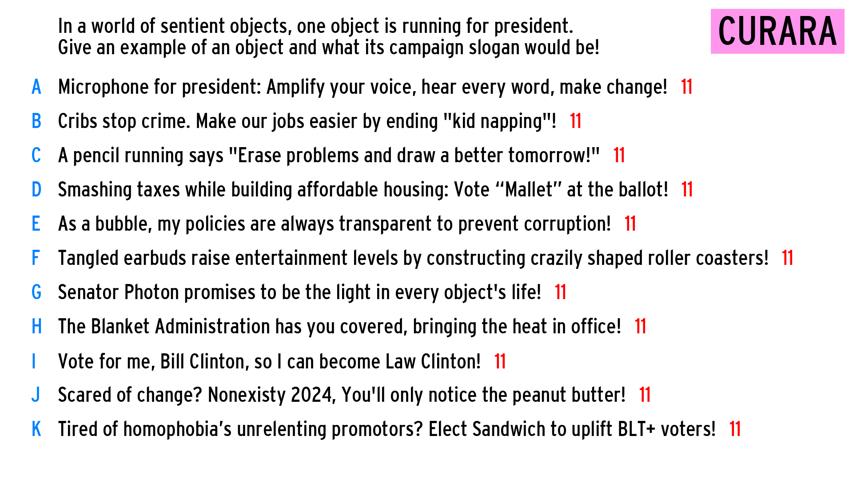 In a world of sentient objects, one object is running for president.
CURARA
Give an example of an object and what its campaign slogan would be!
A Microphone for president: Amplify your voice, hear every word, make change! 11
B Cribs stop crime. Make our jobs easier by ending "kid napping"! 11
C A pencil running says "Erase problems and draw a better tomorrow!" 11
D Smashing taxes while building affordable housing: Vote “Mallet” at the ballot! 11
E As a bubble, my policies are always transparent to prevent corruption! 11
F Tangled earbuds raise entertainment levels by constructing crazily shaped roller coasters! 11
G Senator Photon promises to be the light in every object's life! 11
H The Blanket Administration has you covered, bringing the heat in office! 11
I Vote for me, Bill Clinton, so I can become Law Clinton! 11
J Scared of change? Nonexisty 2024, You'll only notice the peanut butter! 11
K Tired of homophobia’s unrelenting promotors? Elect Sandwich to uplift BLT+ voters! 11